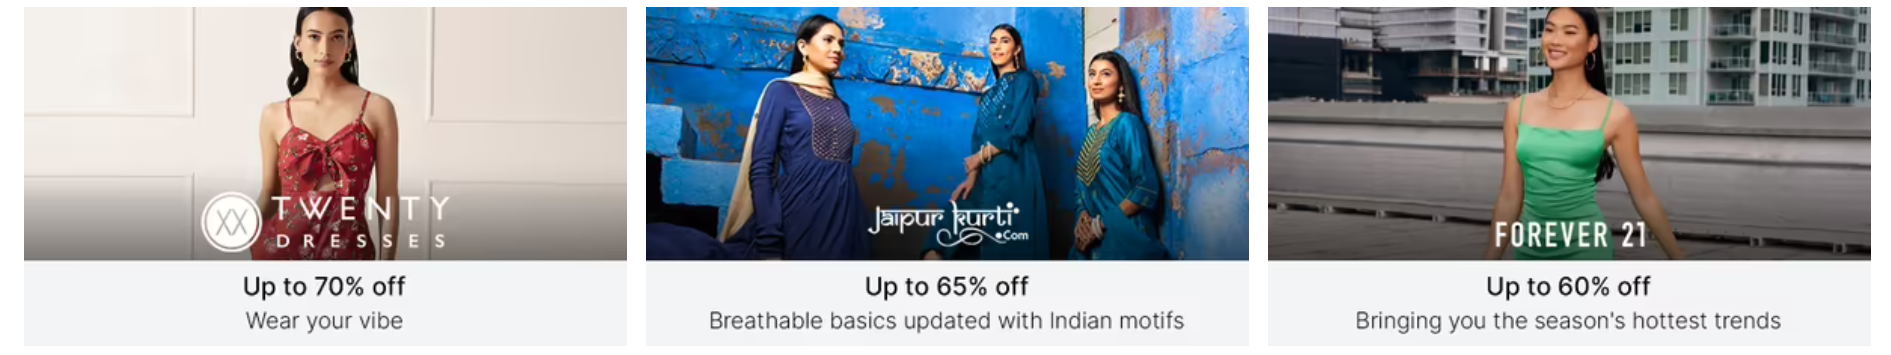 XX TWENTY
DRESSES
Up to 70% off
Wear your vibe
Jaipur kurti
.Com
Up to 65% off
Breathable basics updated with Indian motifs
FOREVER 21
Up to 60% off
Bringing you the season's hottest trends